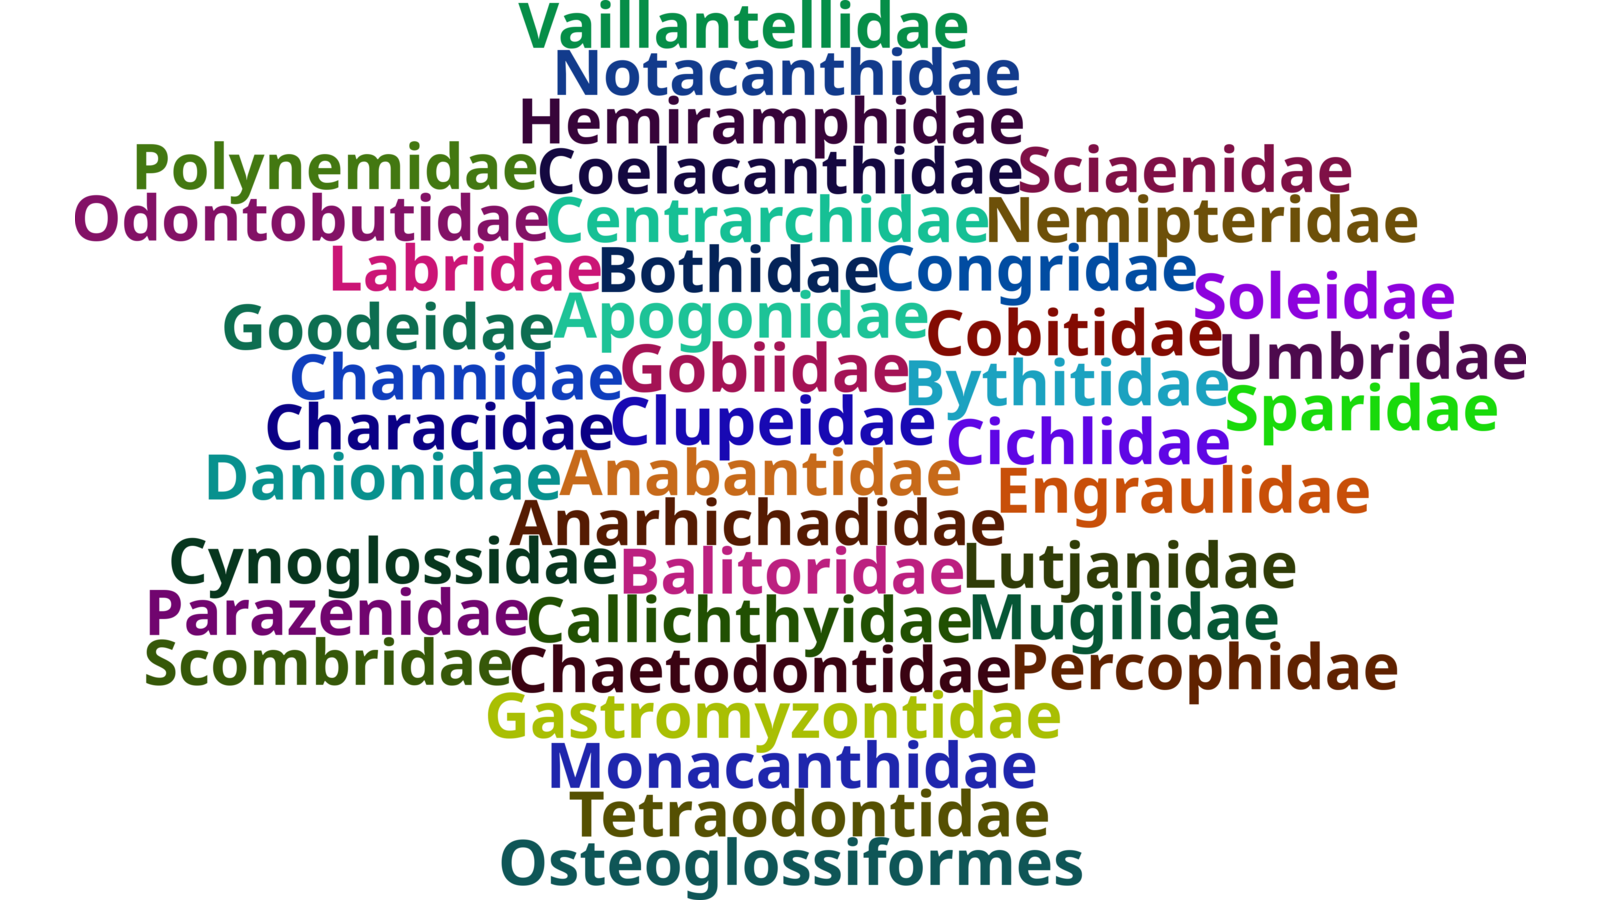 Vaillantellidae
Notacanthidae
Hemiramphidae
Polynemidae Coelacanthidae Sciaenidae
Odontobutidae Centrarchidae Nemipteridae
Labridae Bothidae Congridae Soleidae
Goodeidae Apogonidae Cobitidae Umbridae
Channidae Gobiidae Bythitidae Sparidae
Characidae Clupeidae Cichlidae
Danionidae Anabantidae Engraulidae
Anarhichadidae
Cynoglossidae Balitoridae Lutjanidae
Parazenidae Callichthyidae Mugilidae
Scombridae Chaetodontidae Percophidae
Gastromyzontidae
Monacanthidae
Tetraodontidae
Osteoglossiformes